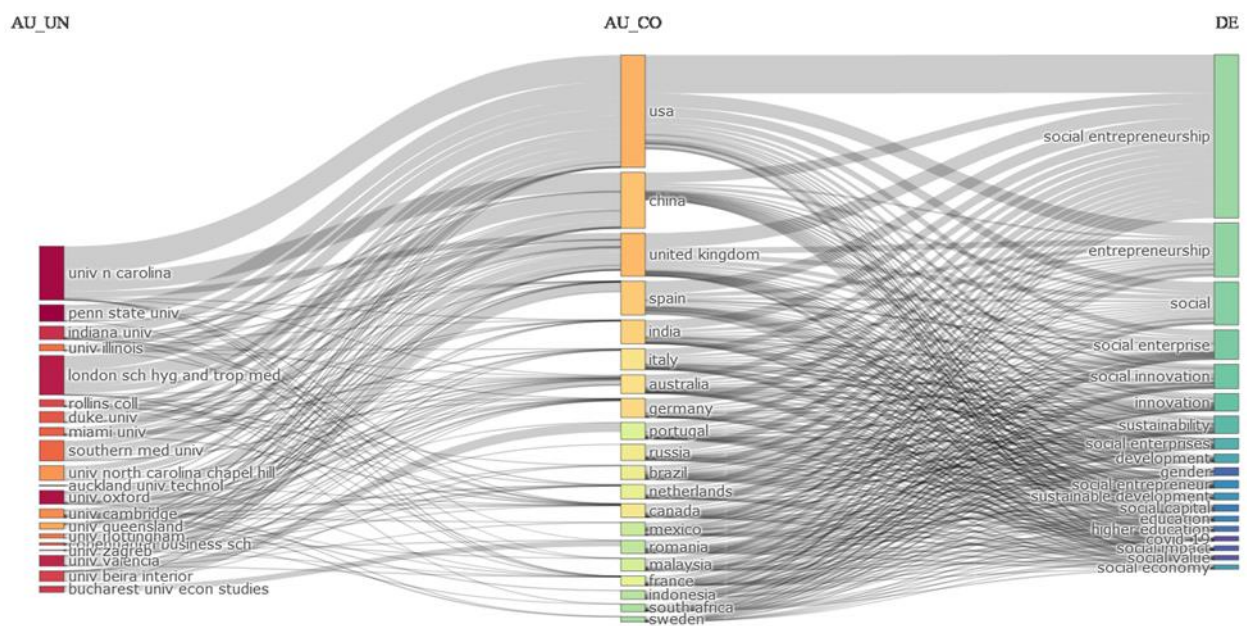 AU_UN
AU_CO
DE
univ n carolina
penn state univ
indiana univ
univ illinois
london sch hyg and trop med
rollins coll
duke univ
miami univ
southern med univ
univ north carolina chapel hill
auckland univ technol
univ oxford
univ cambridge
univ queensland
univ nottingham
copenhagen business sch
univ zagreb
univ valencia
univ beira interior
bucharest univ econ studies
usa
china
united kingdom
spain
india
italy
australia
germany
portugal
russia
brazil
netherlands
canada
mexico
romania
malaysia
france
indonesia
south africa
sweden
social entrepreneurship
entrepreneurship
social
social enterprise
social innovation
innovation
sustainability
social enterprises
development
gender
social entrepreneur
sustainable development
social capital
education
higher education
covid-19
social impact
social value
social economy